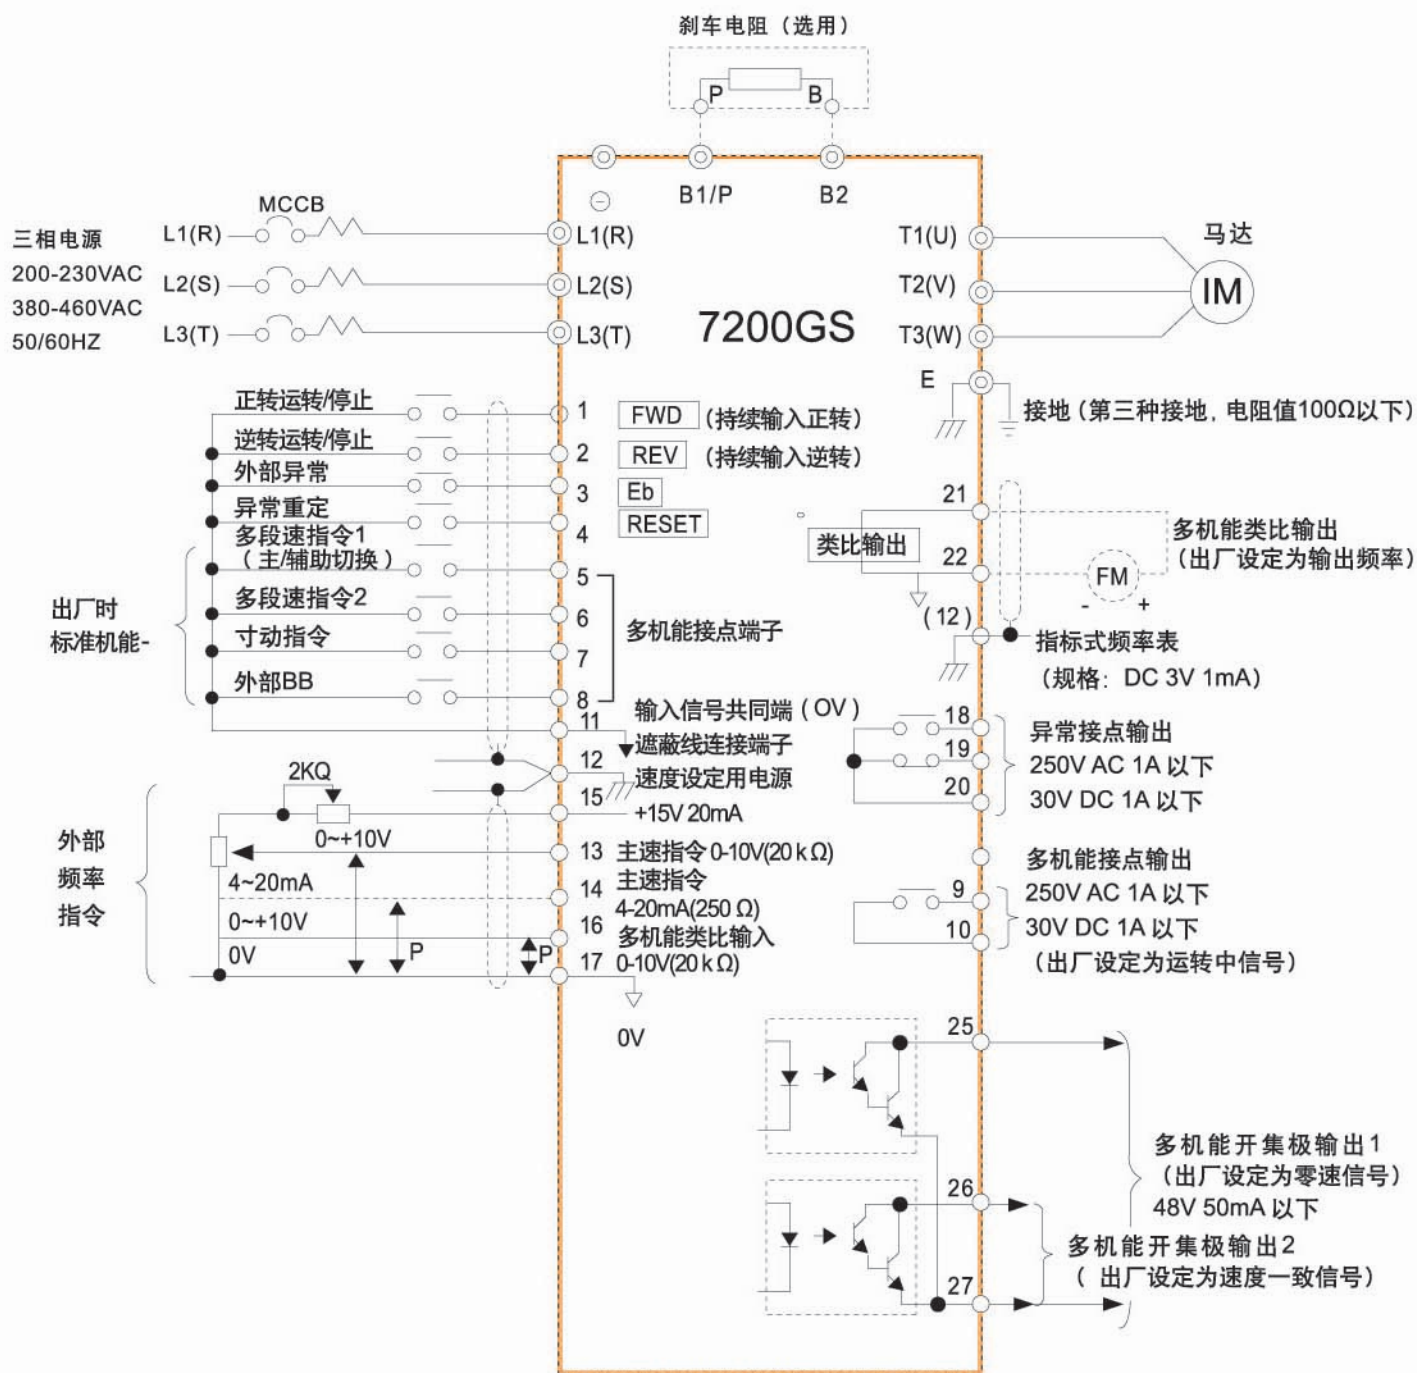 刹车电阻（选用）
P
B
B1/P
B2
⊖
MCCB
三相电源
200-230VAC
380-460VAC
50/60HZ
L1(R)
L2(S)
L3(T)
L1(R)
L2(S)
L3(T)
7200GS
T1(U)
T2(V)
T3(W)
E
马达
IM
接地（第三种接地, 电阻值100Ω以下）
正转运转/停止
逆转运转/停止
外部异常
异常重定
多段速指令1
（主/辅助切换）
多段速指令2
寸动指令
外部BB
出厂时
标准机能-
1
FWD
（持续输入正转）
2
REV
（持续输入逆转）
3
Eb
4
RESET
5
6
7
8
多机能接点端子
11
输入信号共同端（OV）
12
遮蔽线连接端子
速度设定用电源
15
+15V 20mA
13
主速指令 0-10V(20 k Ω)
14
主速指令
4-20mA(250 Ω)
16
多机能类比输入
17
0-10V(20 k Ω)
0V
外部
频率
指令
2KQ
0~+10V
4~20mA
0~+10V
0V
P
P
21
类比输出
22
(12)
FM
-
+
多机能类比输出
（出厂设定为输出频率）
指标式频率表
（规格：DC 3V 1mA）
18
19
20
异常接点输出
250V AC 1A 以下
30V DC 1A 以下
9
10
多机能接点输出
250V AC 1A 以下
30V DC 1A 以下
（出厂设定为运转中信号）
25
26
27
多机能开集极输出1
（出厂设定为零速信号）
48V 50mA 以下
多机能开集极输出2
（ 出厂设定为速度一致信号）